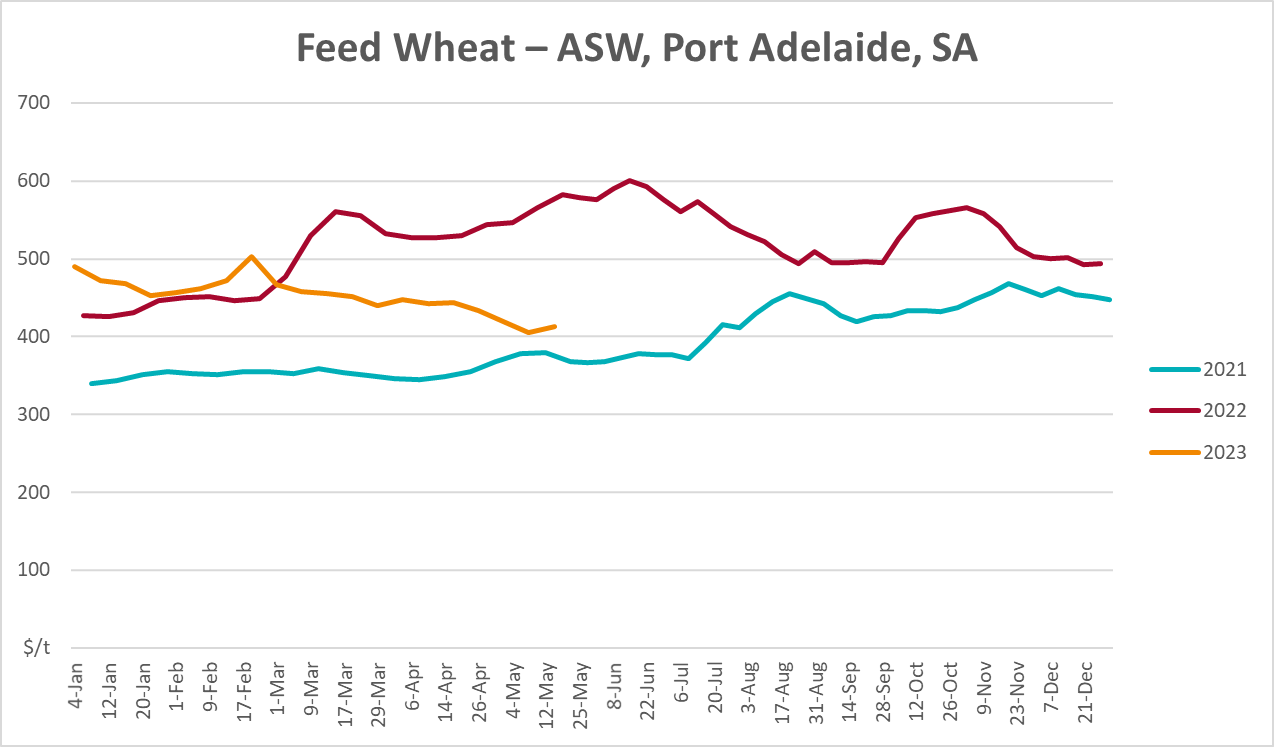 Feed Wheat – ASW, Port Adelaide, SA
700
600
500
400
300
200
100
$/t
4-Jan
12-Jan
20-Jan
1-Feb
9-Feb
17-Feb
1-Mar
9-Mar
17-Mar
29-Mar
6-Apr
14-Apr
26-Apr
4-May
12-May
25-May
8-Jun
22-Jun
6-Jul
20-Jul
3-Aug
17-Aug
31-Aug
14-Sep
28-Sep
12-Oct
26-Oct
9-Nov
23-Nov
7-Dec
21-Dec
2021
2022
2023